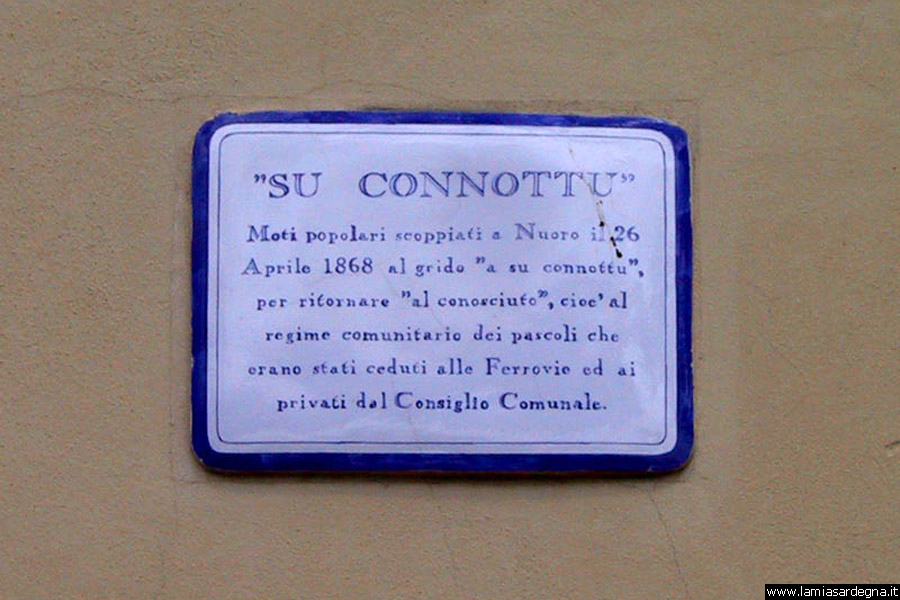 "SU CONNOTTU"
Moti popolari scoppiati a Nuoro il 26
Aprile 1868 al grido "a su connottu",
per ritornare "al conosciuto", cioe' al
regime comunitario dei pascoli che
erano stati ceduti alle Ferrovie ed ai
privati dal Consiglio Comunale.
www.lamiasardegna.it